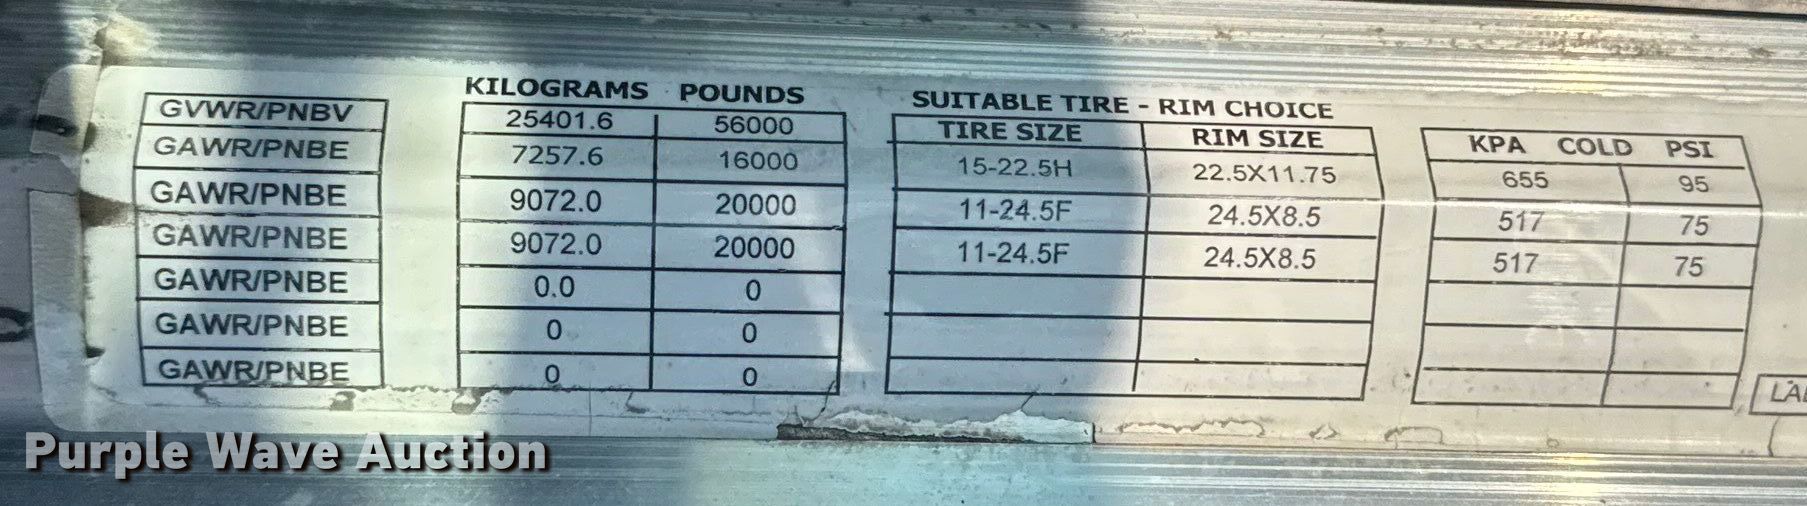 KILOGRAMS POUNDS SUITABLE TIRE - RIM CHOICE
GVWR/PNBV 25401.6 56000 TIRE SIZE RIM SIZE KPA COLD PSI
GAWR/PNBE 7257.6 16000 15-22.5H 22.5X11.75 655 95
GAWR/PNBE 9072.0 20000 11-24.5F 24.5X8.5 517 75
GAWR/PNBE 9072.0 20000 11-24.5F 24.5X8.5 517 75
GAWR/PNBE 0.0 0
GAWR/PNBE 0 0
GAWR/PNBE 0 0
Purple Wave Auction